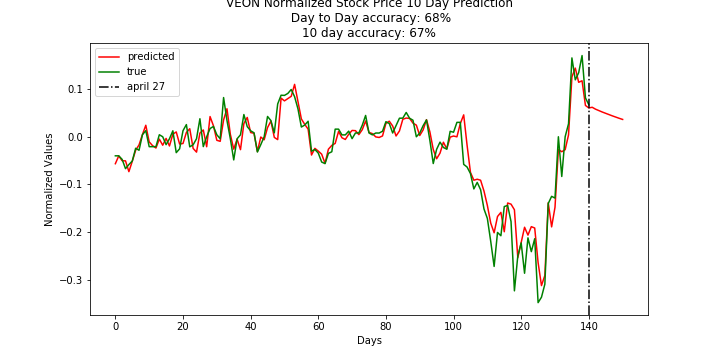 VEON Normalized Stock Price 10 Day Prediction
Day to Day accuracy: 68%
10 day accuracy: 67%
predicted
true
april 27
Normalized Values
0.1
0.0
−0.1
−0.2
−0.3
0 20 40 60 80 100 120 140
Days